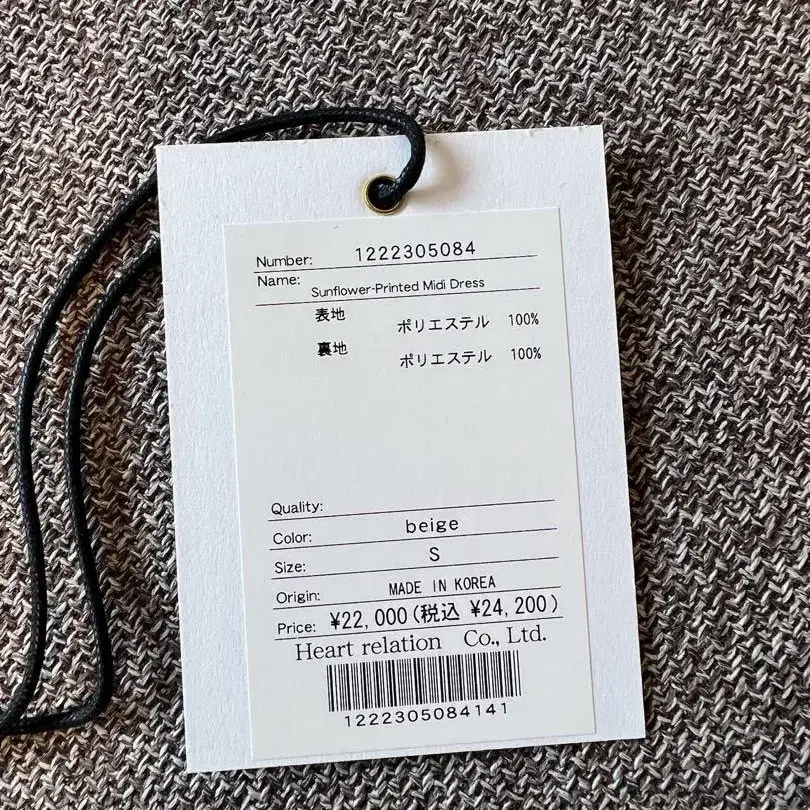 Number: 1222305084
Name: Sunflower-Printed Midi Dress
表地 ポリエステル 100%
裏地 ポリエステル 100%
Quality:
Color: beige
Size: S
Origin: MADE IN KOREA
Price: ¥22,000(税込 ¥24,200)
Heart relation Co., Ltd.
1222305084141